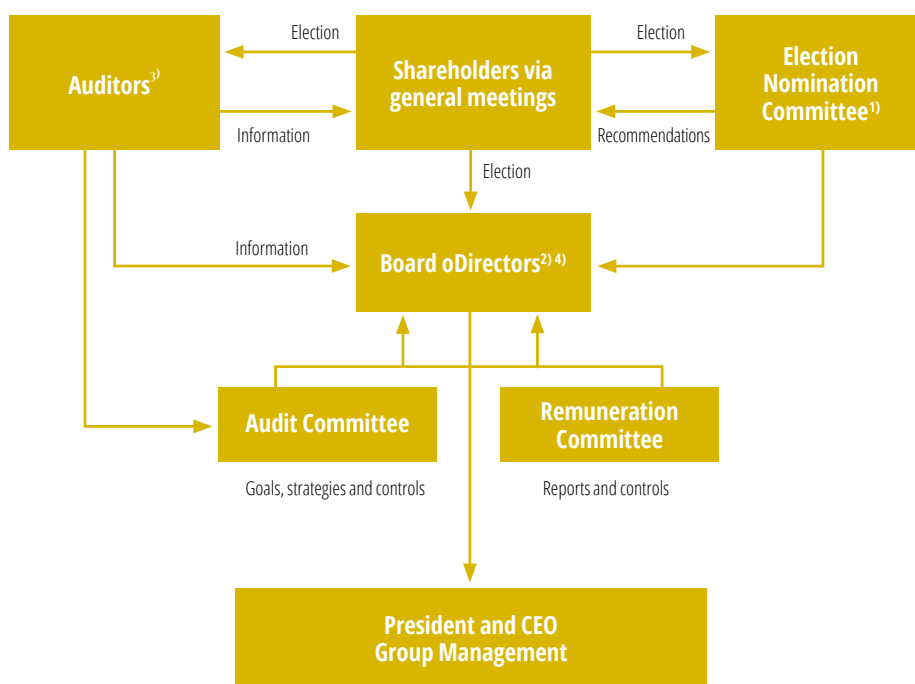 Election
Election
Auditors³⁾
Shareholders via
general meetings
Election
Nomination
Committee¹⁾
Information
Recommendations
Election
Information
Board oDirectors²⁾ ⁴⁾
Audit Committee
Remuneration
Committee
Goals, strategies and controls
Reports and controls
President and CEO
Group Management